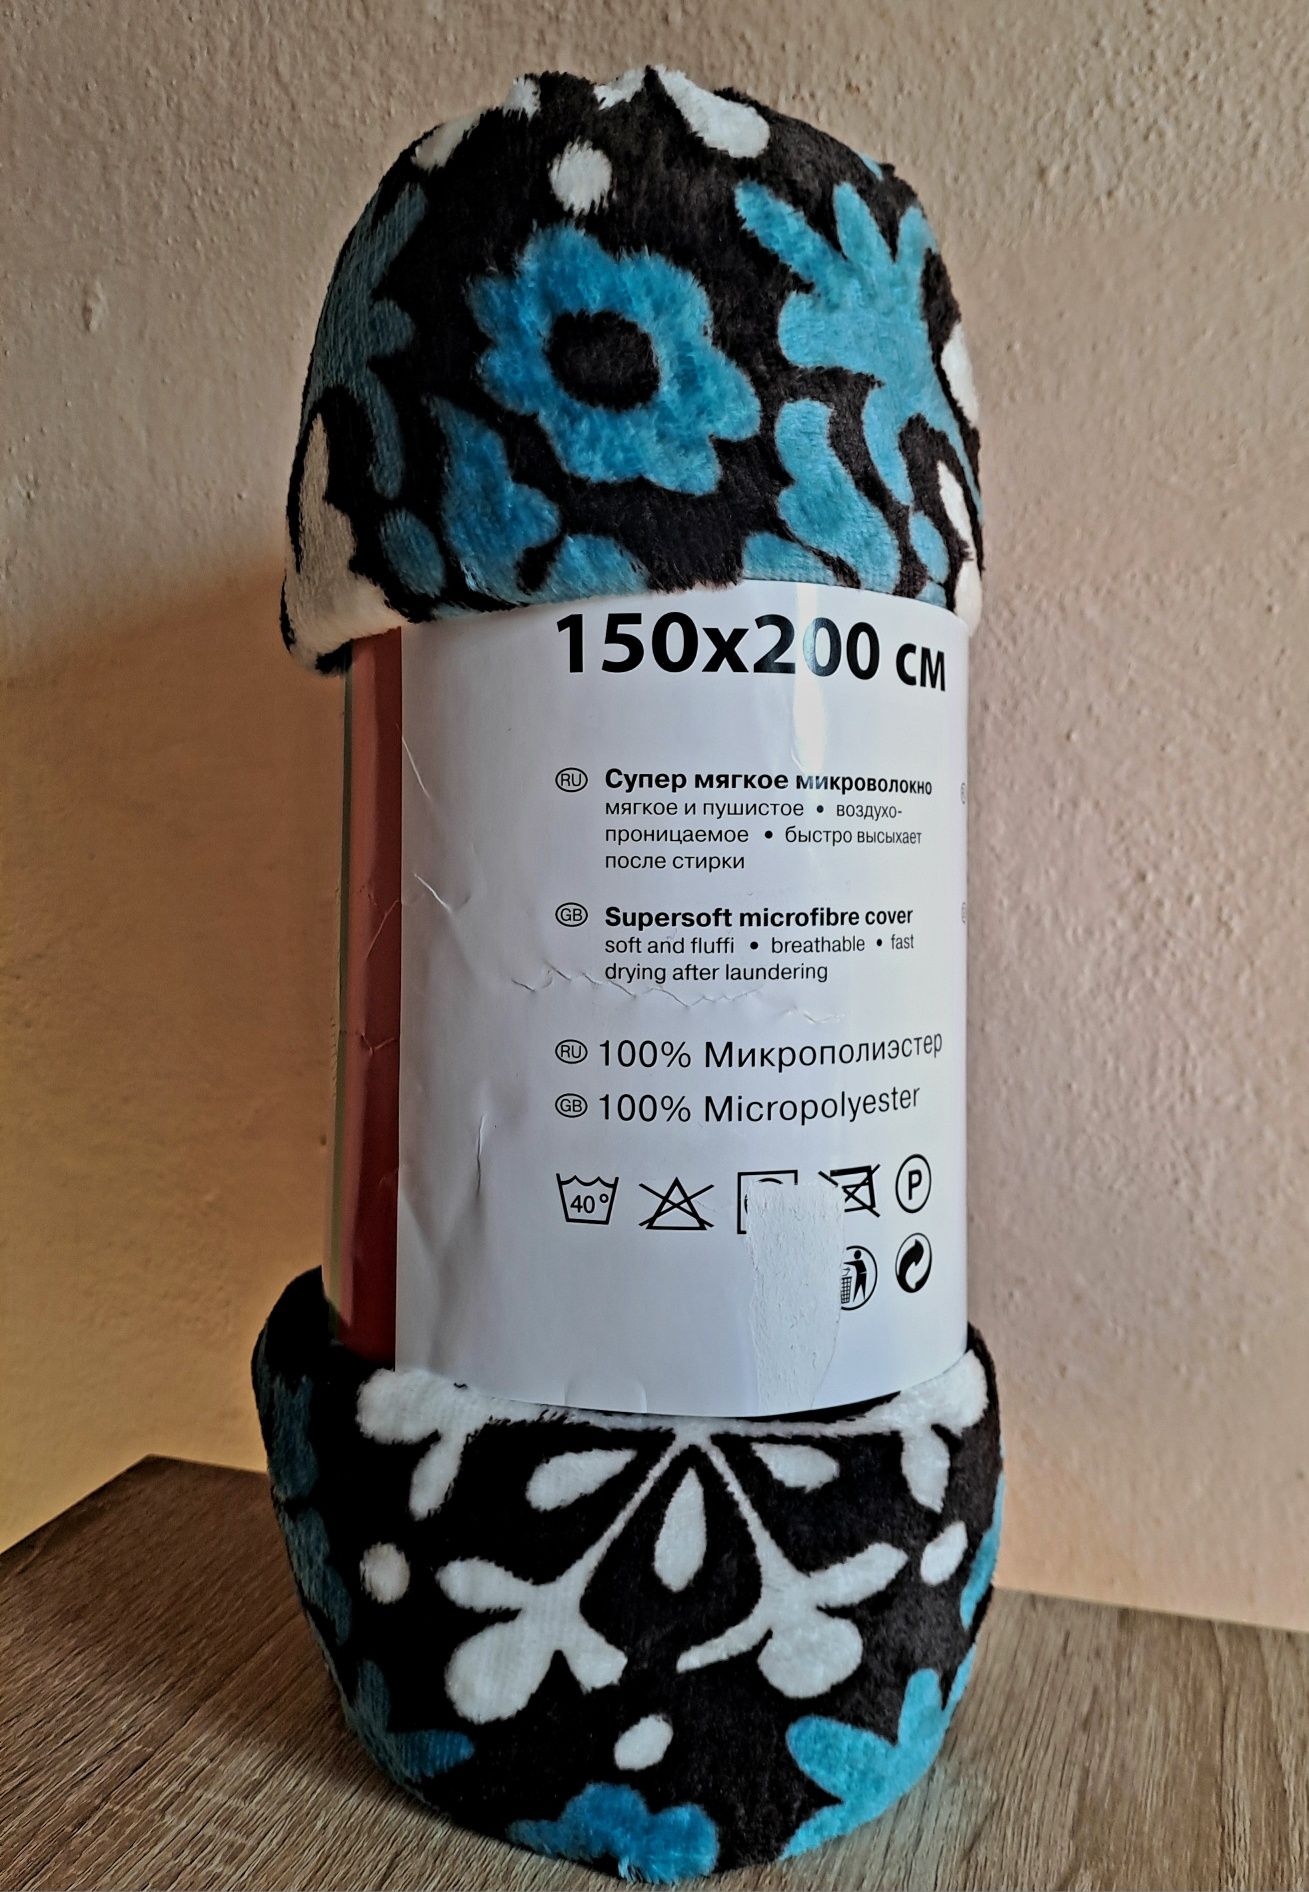 150x200 см
RU Супер мягкое микроволокно
мягкое и пушистое • воздухо-
проницаемое • быстро высыхает
после стирки
GB Supersoft microfibre cover
soft and fluffi • breathable • fast
drying after laundering
RU 100% Микрополиэстер
GB 100% Micropolyester
40° P